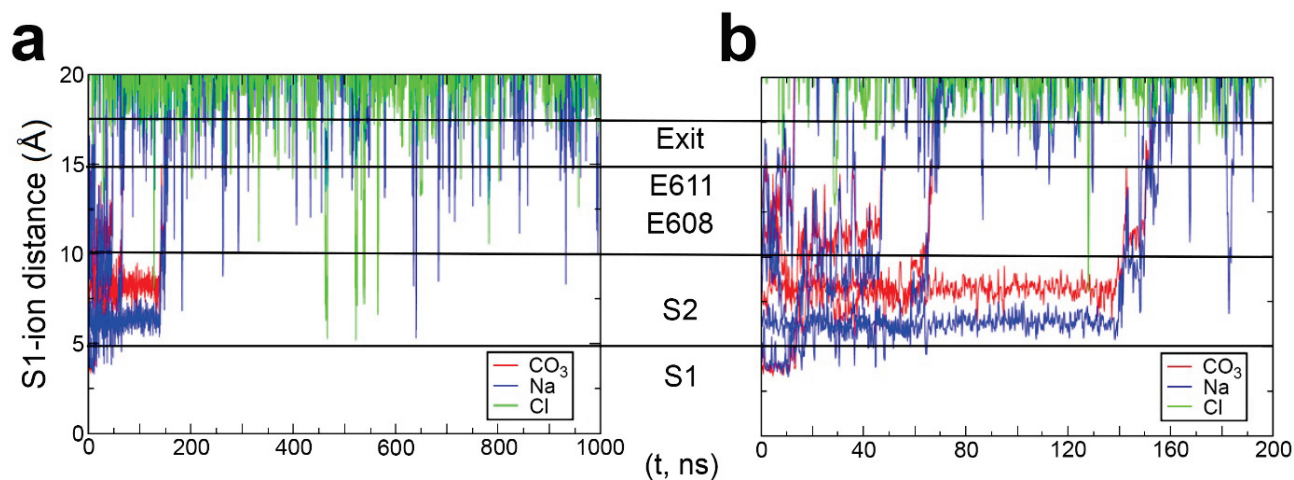 a
b
S1-ion distance (Å)
20
15
10
5
0
0 200 400 600 800 1000
CO3
Na
Cl
Exit
E611
E608
S2
S1
(t, ns)
0 40 80 120 160 200
CO3
Na
Cl